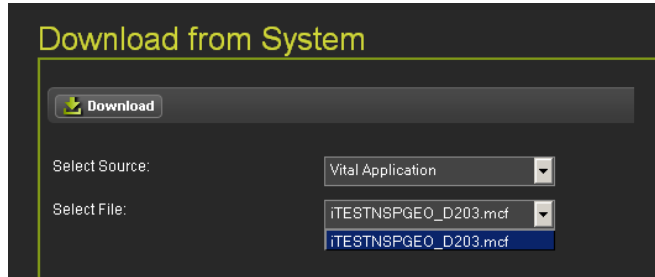 Download from System
Download
Select Source: Vital Application
Select File: iTESTNSPGEO_D203.mcf
iTESTNSPGEO_D203.mcf